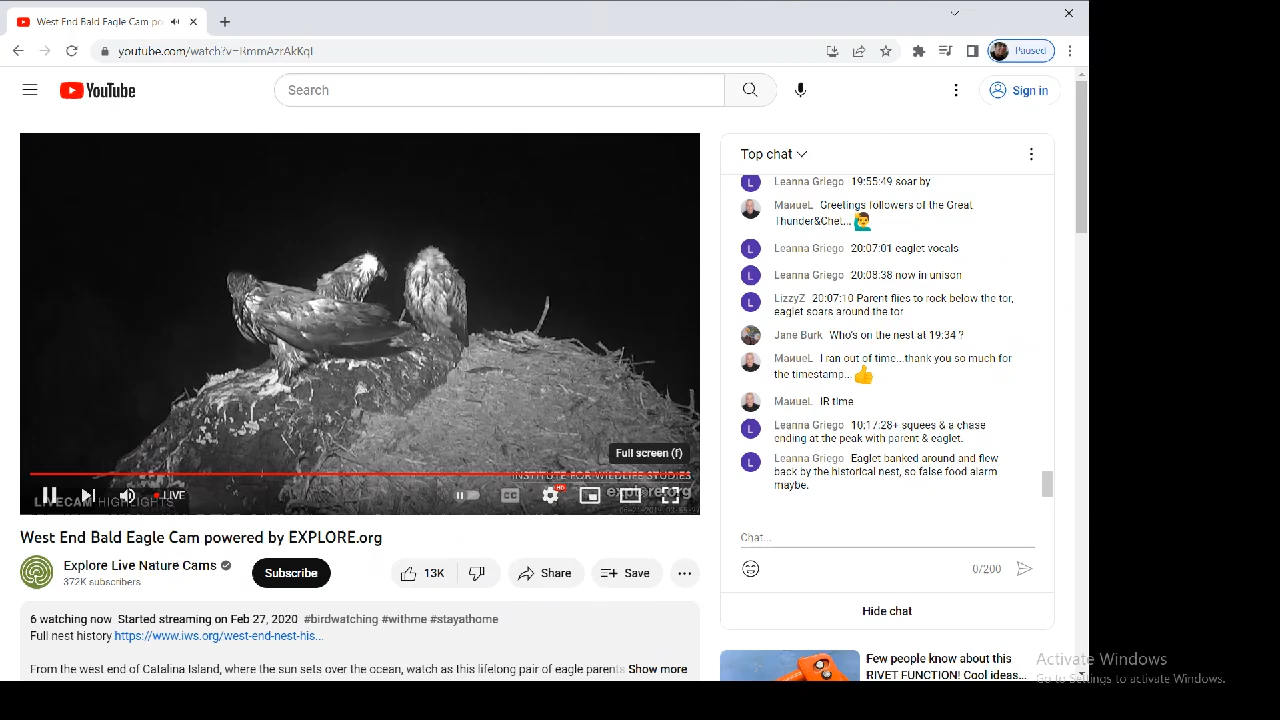 West End Bald Eagle Cam po
youtube.com/watch?v=RmmAzrAkKqI
Paused
YouTube
Search
Sign in
Top chat
Leanna Griego 19:55:49 soar by
MaиueL Greetings followers of the Great
Thunder&Chet...
Leanna Griego 20:07:01 eaglet vocals
Leanna Griego 20:08:38 now in unison
LizzyZ 20:07:10 Parent flies to rock below the tor,
eaglet soars around the tor
Jane Burk Who's on the nest at 19:34 ?
MaиueL I ran out of time...thank you so much for
the timestamp...
MaиueL IR time
Leanna Griego 10:17:28+ squees & a chase
ending at the peak with parent & eaglet.
Leanna Griego Eaglet banked around and flew
back by the historical nest, so false food alarm
maybe.
Chat...
0/200
Hide chat
Full screen (f)
INSTITUTE FOR WILDLIFE STUDIES
LIVE
CC
HD
explore.org
LIVECAM HIGHLIGHTS
West End Bald Eagle Cam powered by EXPLORE.org
Explore Live Nature Cams
372K subscribers
Subscribe
13K
Share
Save
6 watching now Started streaming on Feb 27, 2020 #birdwatching #withme #stayathome
Full nest history https://www.iws.org/west-end-nest-his...
From the west end of Catalina Island, where the sun sets over the ocean, watch as this lifelong pair of eagle parents Show more
Few people know about this
RIVET FUNCTION! Cool ideas...
Activate Windows
Go to Settings to activate Windows.